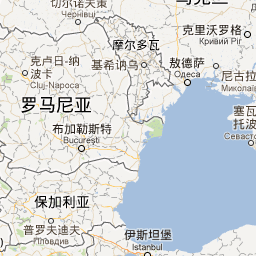 切尔诺夫策
Чернівці
克里沃罗格
Кривий Ріг
摩尔多瓦
基希讷乌
敖德萨
Одеса
克卢日-纳
波卡
Cluj-Napoca
尼古拉
Миколаїв
罗马尼亚
布加勒斯特
București
塞瓦
托波
Севасто
保加利亚
普罗夫迪夫
Пловдив
伊斯坦堡
İstanbul